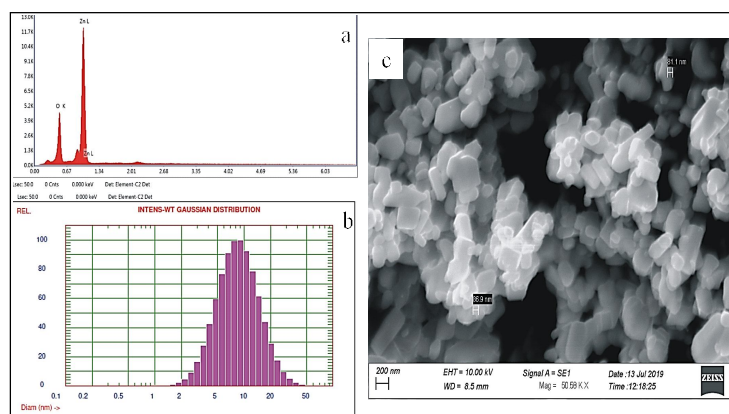 a
13.0K
11.7K
10.4K
9.1K
7.8K
6.5K
5.2K
3.9K
2.6K
1.3K
0.0K
Zn L
O K
Zn L
0.00 0.67 1.34 2.01 2.68 3.35 4.02 4.69 5.36 6.03
Lsec: 50.0 0 Cnts 0.000 keV Det: Element-C2 Det
Lsec: 50.0 0 Cnts 0.000 keV Det: Element-C2 Det
b
REL. INTENS-WT GAUSSIAN DISTRIBUTION
100
80
60
40
20
0
0.1 0.2 0.5 1 2 5 10 20 50
Diam (nm) ->
c
81.1 nm
86.9 nm
200 nm
EHT = 10.00 kV Signal A = SE1 Date :13 Jul 2019
WD = 8.5 mm Mag = 50.58 K X Time :12:18:25
ZEISS